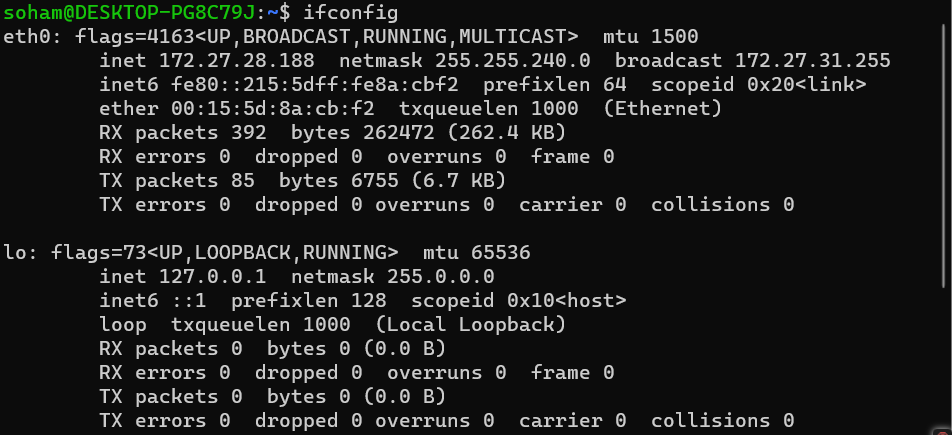 soham@DESKTOP-PG8C79J:~$ ifconfig
eth0: flags=4163<UP,BROADCAST,RUNNING,MULTICAST>  mtu 1500
        inet 172.27.28.188  netmask 255.255.240.0  broadcast 172.27.31.255
        inet6 fe80::215:5dff:fe8a:cbf2  prefixlen 64  scopeid 0x20<link>
        ether 00:15:5d:8a:cb:f2  txqueuelen 1000  (Ethernet)
        RX packets 392  bytes 262472 (262.4 KB)
        RX errors 0  dropped 0  overruns 0  frame 0
        TX packets 85  bytes 6755 (6.7 KB)
        TX errors 0  dropped 0 overruns 0  carrier 0  collisions 0

lo: flags=73<UP,LOOPBACK,RUNNING>  mtu 65536
        inet 127.0.0.1  netmask 255.0.0.0
        inet6 ::1  prefixlen 128  scopeid 0x10<host>
        loop  txqueuelen 1000  (Local Loopback)
        RX packets 0  bytes 0 (0.0 B)
        RX errors 0  dropped 0  overruns 0  frame 0
        TX packets 0  bytes 0 (0.0 B)
        TX errors 0  dropped 0 overruns 0  carrier 0  collisions 0